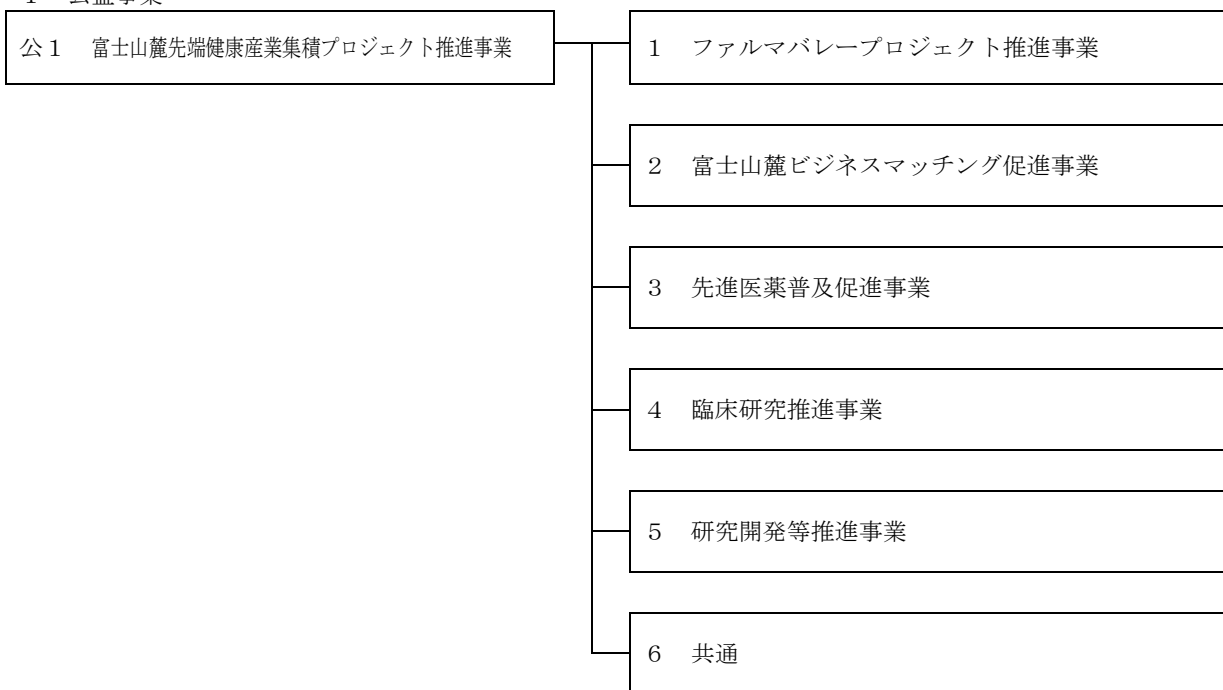 公１　富士山麓先端健康産業集積プロジェクト推進事業
１　ファルマバレープロジェクト推進事業
２　富士山麓ビジネスマッチング促進事業
３　先進医薬普及促進事業
４　臨床研究推進事業
５　研究開発等推進事業
６　共通